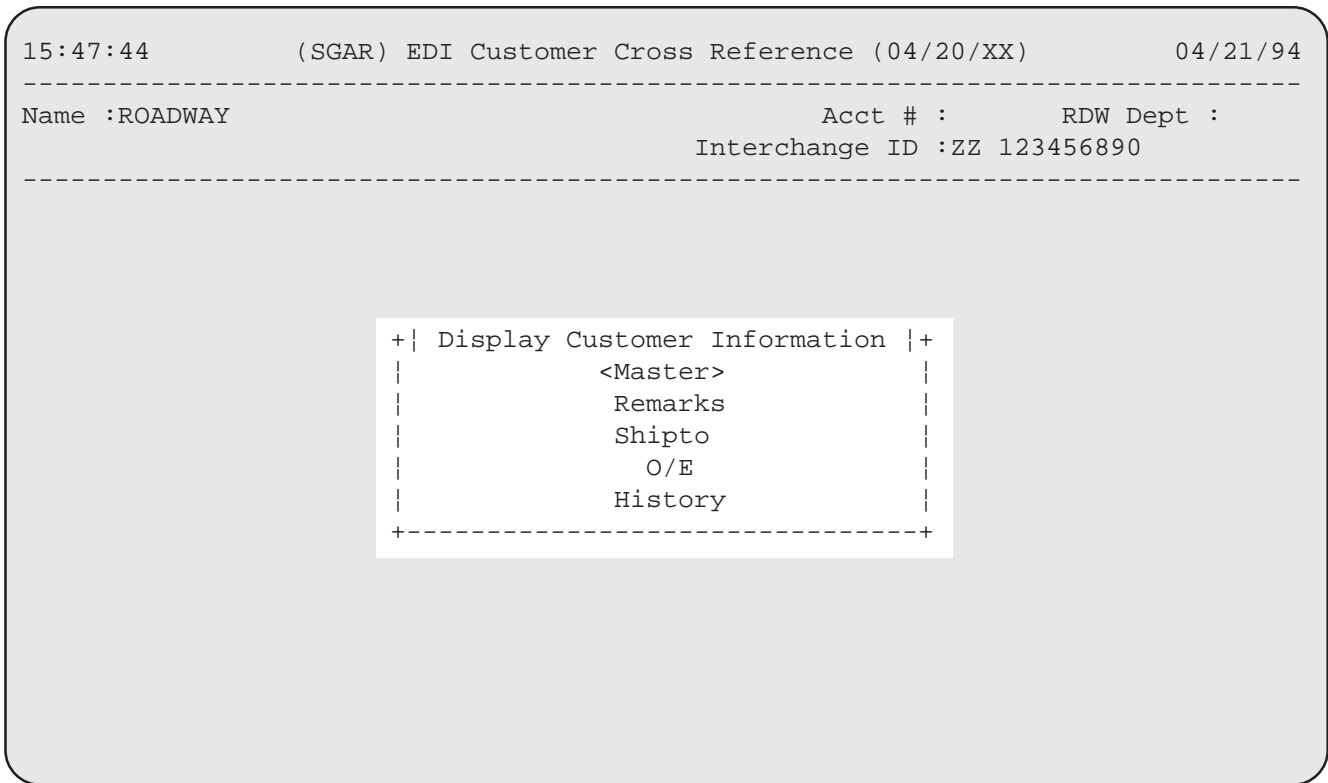 15:47:44         (SGAR) EDI Customer Cross Reference (04/20/XX)         04/21/94
--------------------------------------------------------------------------------
Name :ROADWAY                                     Acct # :       RDW Dept :
                                          Interchange ID :ZZ 123456890
--------------------------------------------------------------------------------
+¦ Display Customer Information ¦+
¦            <Master>            ¦
¦             Remarks            ¦
¦             Shipto             ¦
¦               O/E              ¦
¦             History            ¦
+--------------------------------+